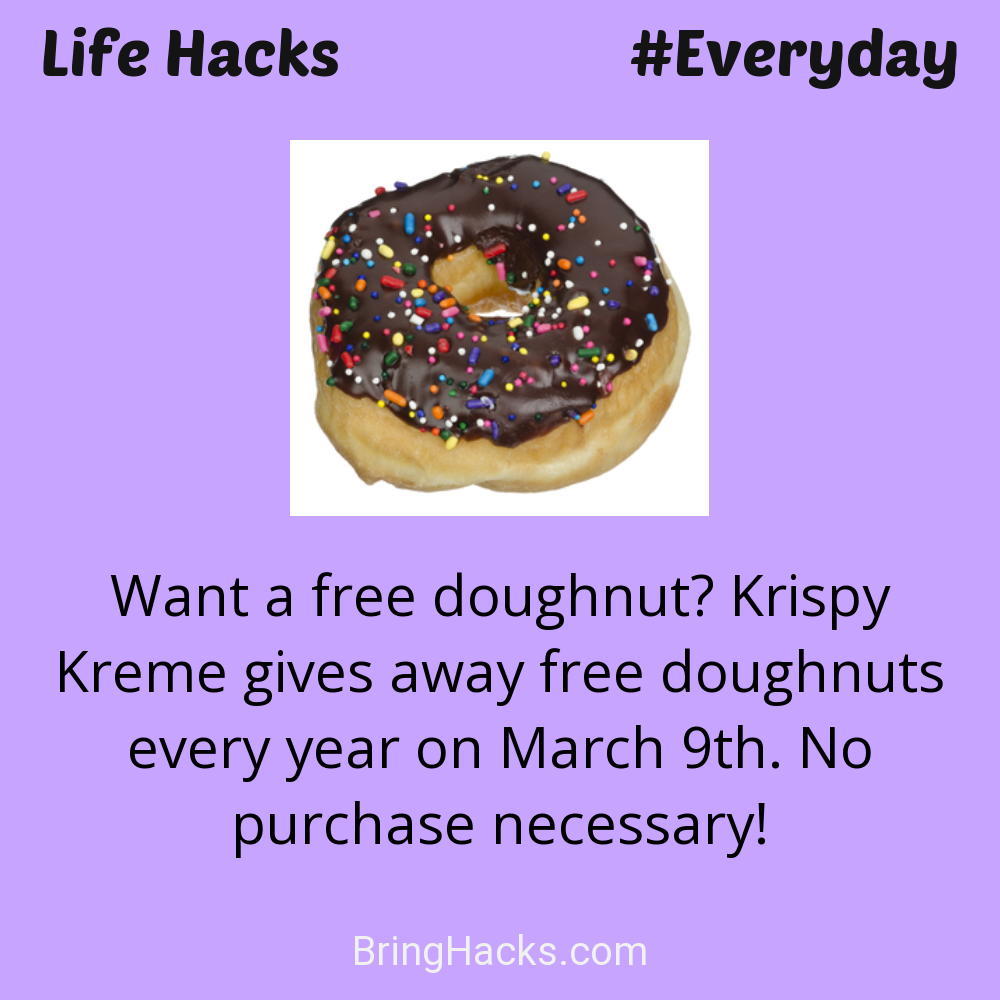 Life Hacks
#Everyday
Want a free doughnut? Krispy
Kreme gives away free doughnuts
every year on March 9th. No
purchase necessary!
BringHacks.com